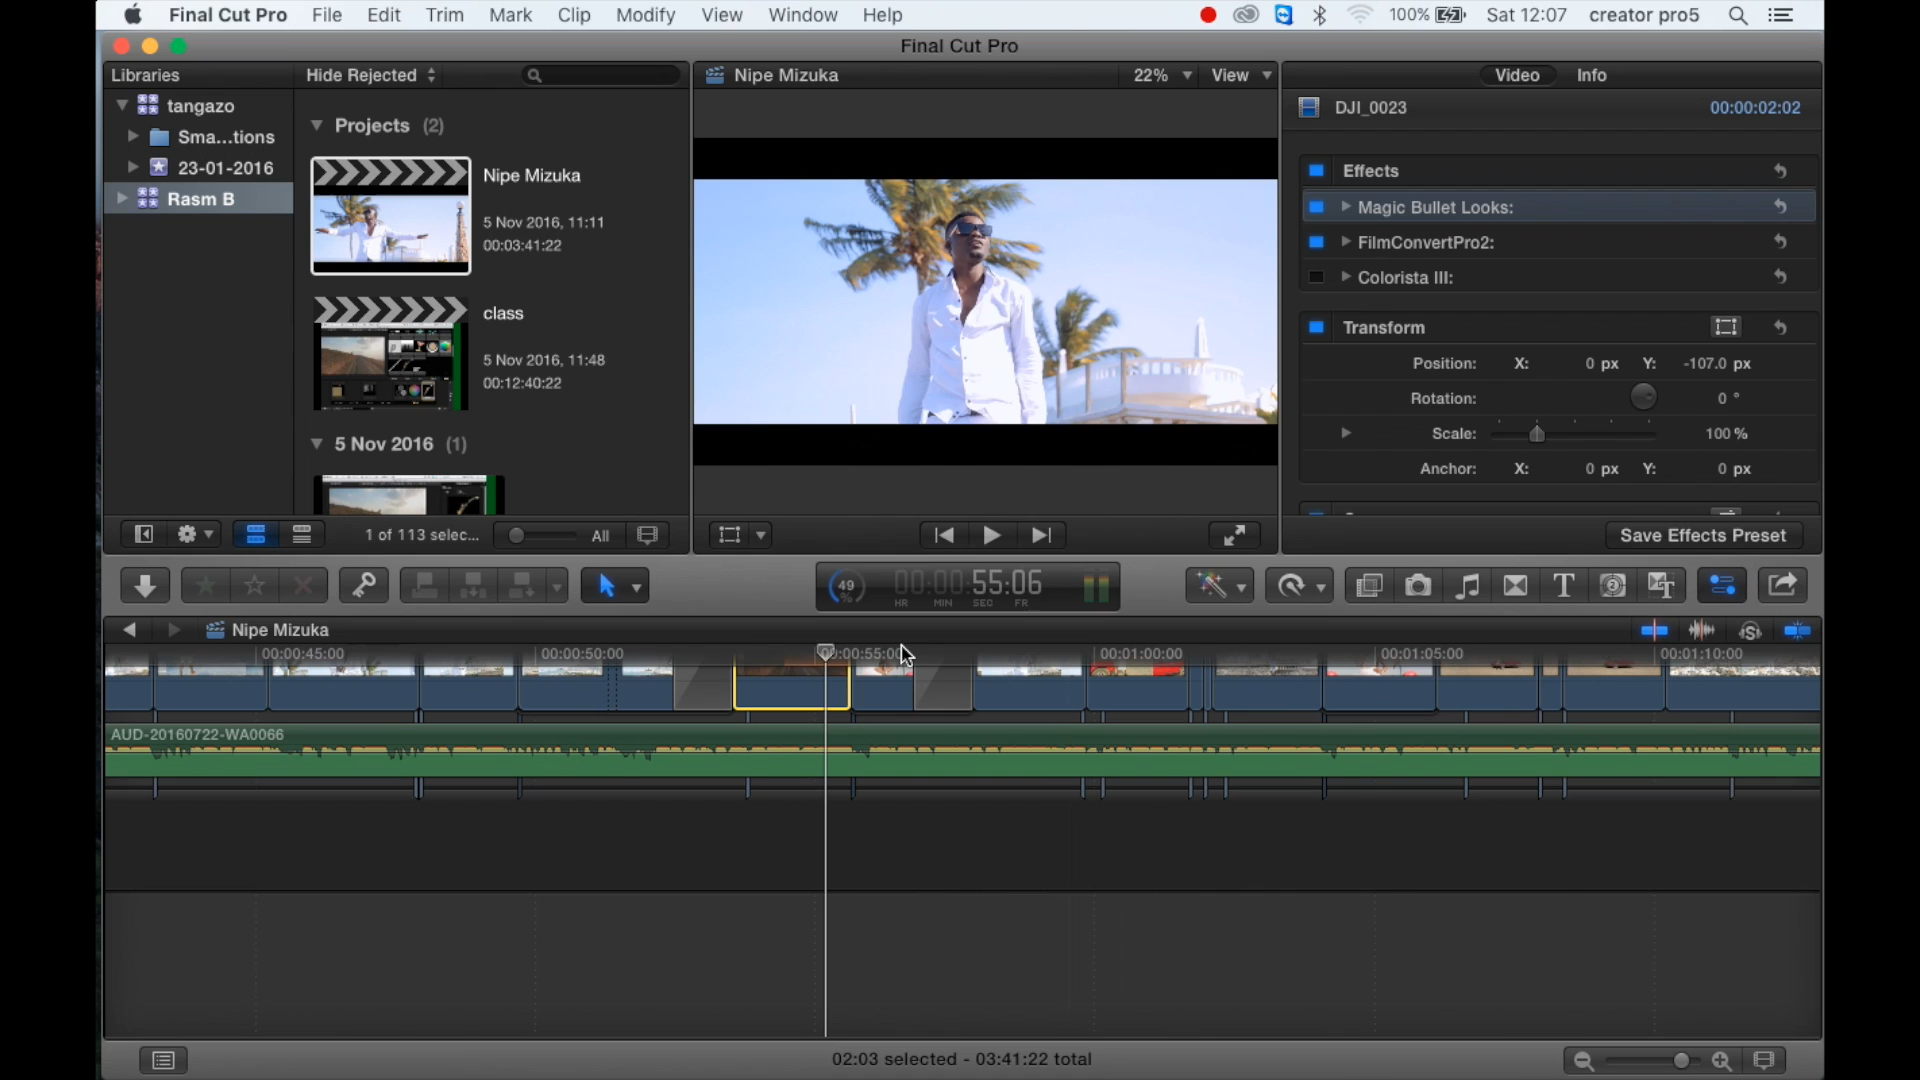 Final Cut Pro File Edit Trim Mark Clip Modify View Window Help 100% Sat 12:07 creator pro5
Final Cut Pro
Libraries Hide Rejected
Nipe Mizuka 22% View
Video Info
tangazo
Sma...tions
23-01-2016
Rasm B
Projects (2)
Nipe Mizuka
5 Nov 2016, 11:11
00:03:41:22
class
5 Nov 2016, 11:48
00:12:40:22
5 Nov 2016 (1)
DJI_0023 00:00:02:02
Effects
Magic Bullet Looks:
FilmConvertPro2:
Colorista III:
Transform
Position: X: 0 px Y: -107.0 px
Rotation: 0 °
Scale: 100 %
Anchor: X: 0 px Y: 0 px
1 of 113 selec... All
Save Effects Preset
49 % 00:00:55:06
HR MIN SEC FR
Nipe Mizuka
00:00:45:00 00:00:50:00 00:00:55:00 00:01:00:00 00:01:05:00 00:01:10:00
AUD-20160722-WA0066
02:03 selected - 03:41:22 total